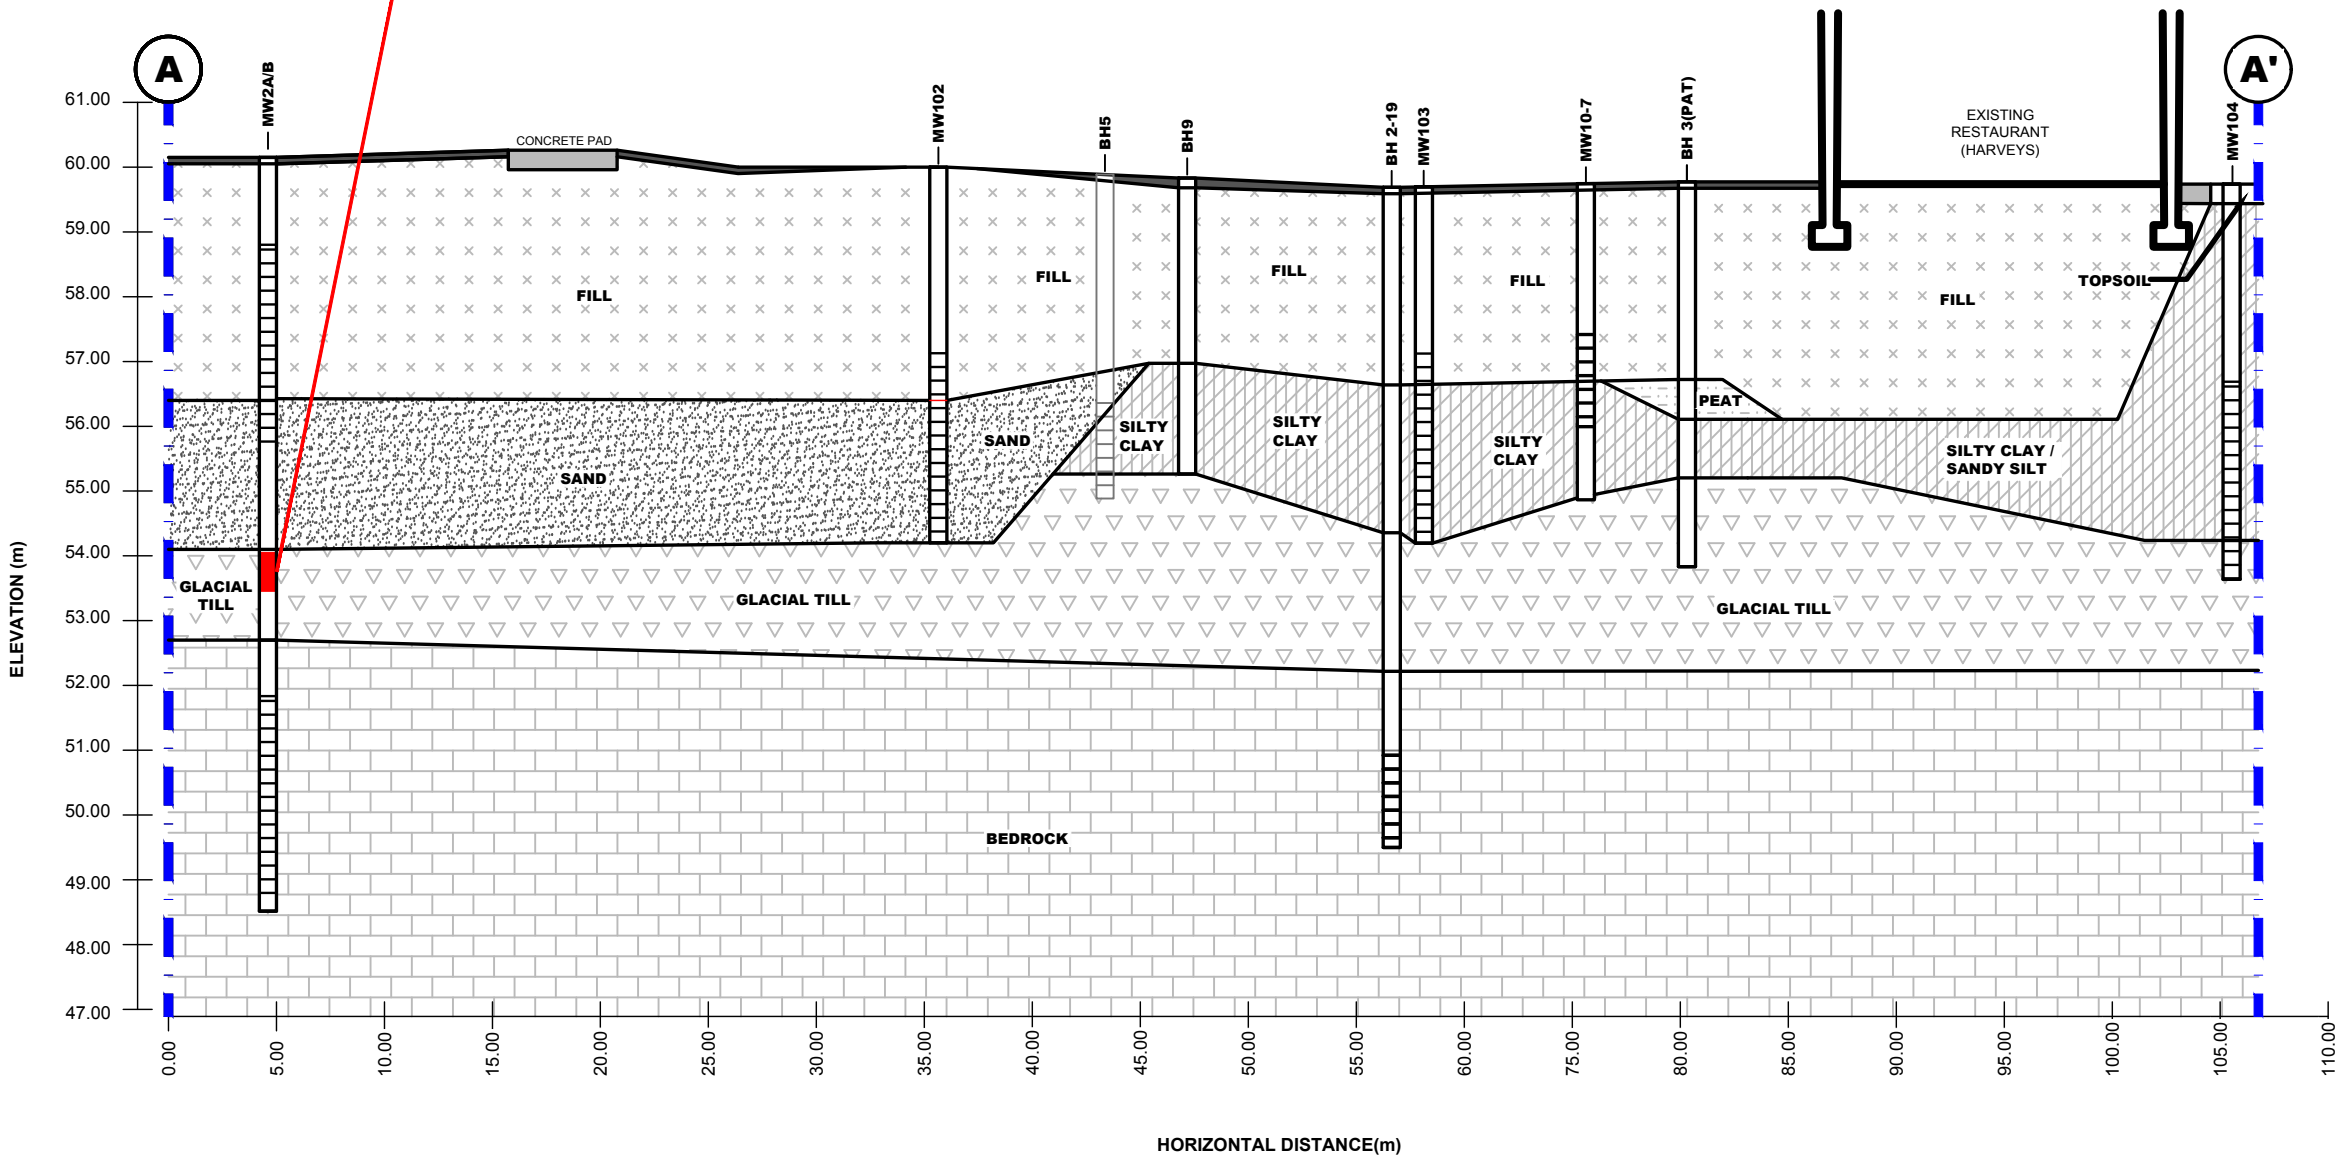 A
A'
MW2A/B
MW102
BH5
BH9
BH 2-19
MW103
MW10-7
BH 3(PAT)
MW104
EXISTING
RESTAURANT
(HARVEYS)
CONCRETE PAD
61.00
60.00
59.00
58.00
57.00
56.00
55.00
54.00
53.00
52.00
51.00
50.00
49.00
48.00
47.00
ELEVATION (m)
FILL
FILL
FILL
FILL
FILL
TOPSOIL
PEAT
SAND
SAND
SILTY
CLAY
SILTY
CLAY
SILTY
CLAY
SILTY CLAY /
SANDY SILT
GLACIAL
TILL
GLACIAL TILL
GLACIAL TILL
BEDROCK
0.00
5.00
10.00
15.00
20.00
25.00
30.00
35.00
40.00
45.00
50.00
55.00
60.00
65.00
70.00
75.00
80.00
85.00
90.00
95.00
100.00
105.00
110.00
HORIZONTAL DISTANCE(m)